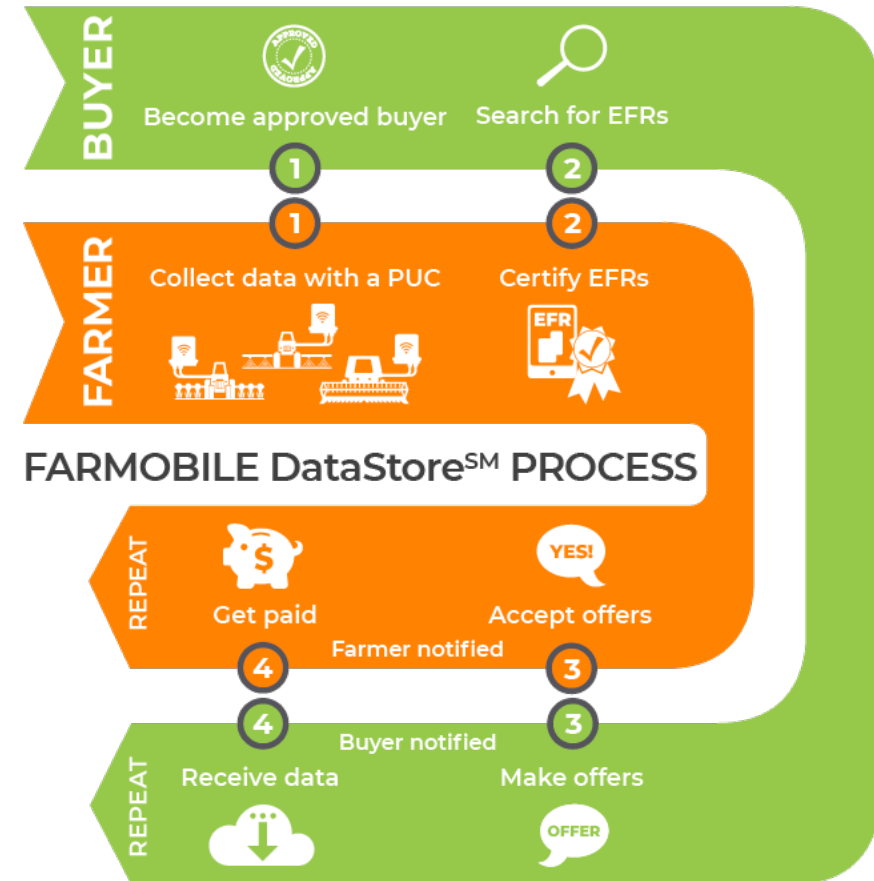 BUYER
APPROVED
APPROVED
Become approved buyer
Search for EFRs
1
2
FARMER
1
2
Collect data with a PUC
Certify EFRs
EFR
FARMOBILE DataStore℠ PROCESS
REPEAT
$
YES!
Get paid
Accept offers
Farmer notified
4
3
REPEAT
4
3
Buyer notified
Receive data
Make offers
OFFER